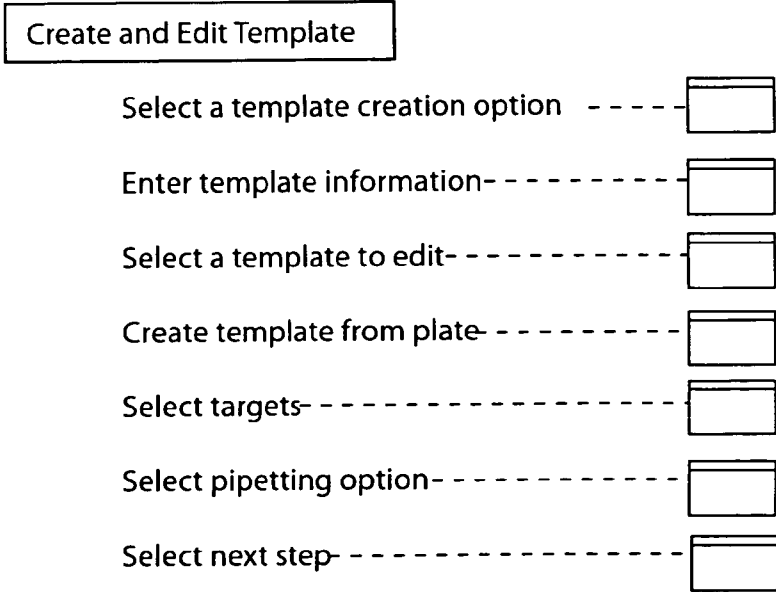 Create and Edit Template
Select a template creation option
Enter template information
Select a template to edit
Create template from plate
Select targets
Select pipetting option
Select next step